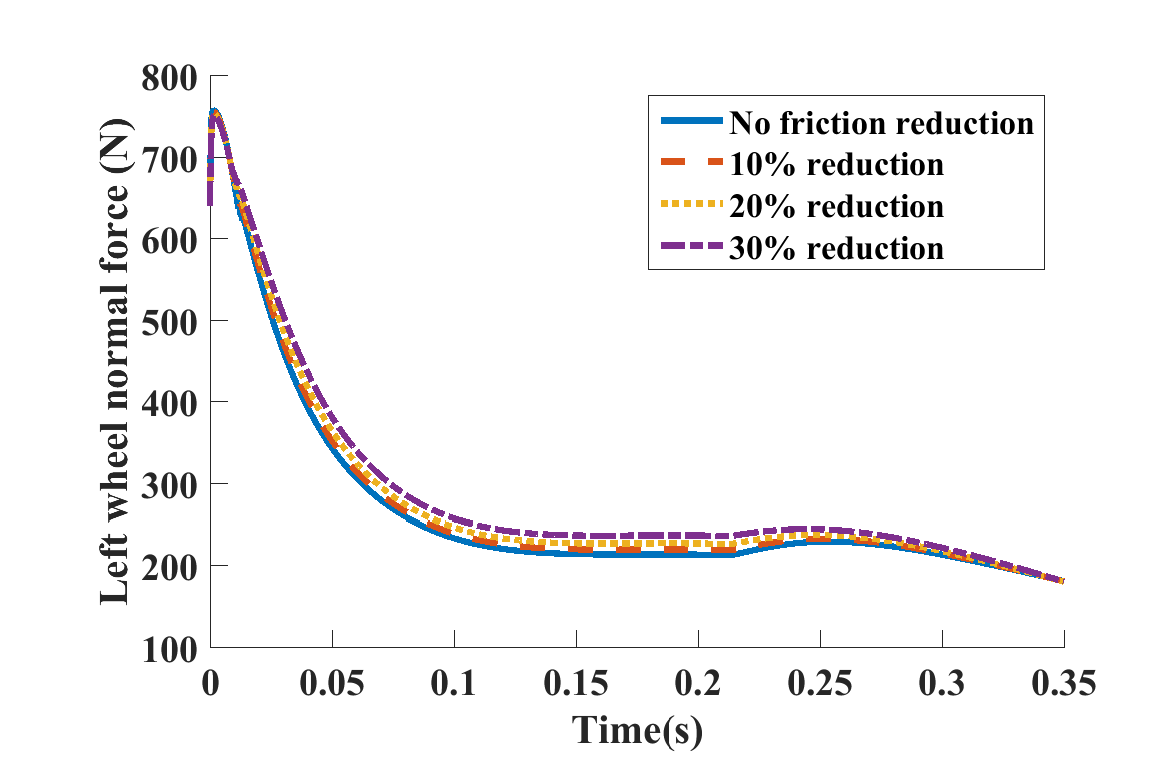 800
700
600
500
400
300
200
100
Left wheel normal force (N)
No friction reduction
10% reduction
20% reduction
30% reduction
0 0.05 0.1 0.15 0.2 0.25 0.3 0.35
Time(s)